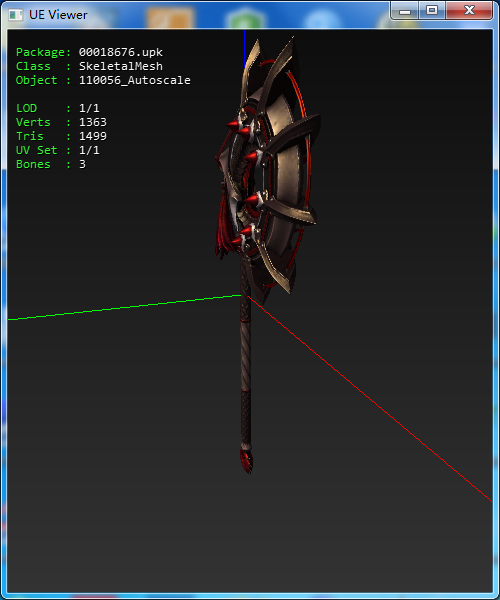 UE Viewer
Package: 00018676.upk
Class : SkeletalMesh
Object : 110056_Autoscale
LOD : 1/1
Verts : 1363
Tris : 1499
UV Set : 1/1
Bones : 3